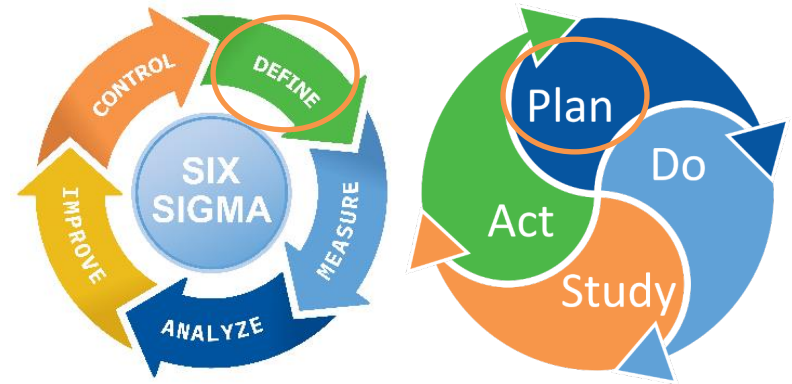 DEFINE
MEASURE
ANALYZE
IMPROVE
CONTROL
SIX
SIGMA
Plan
Do
Study
Act